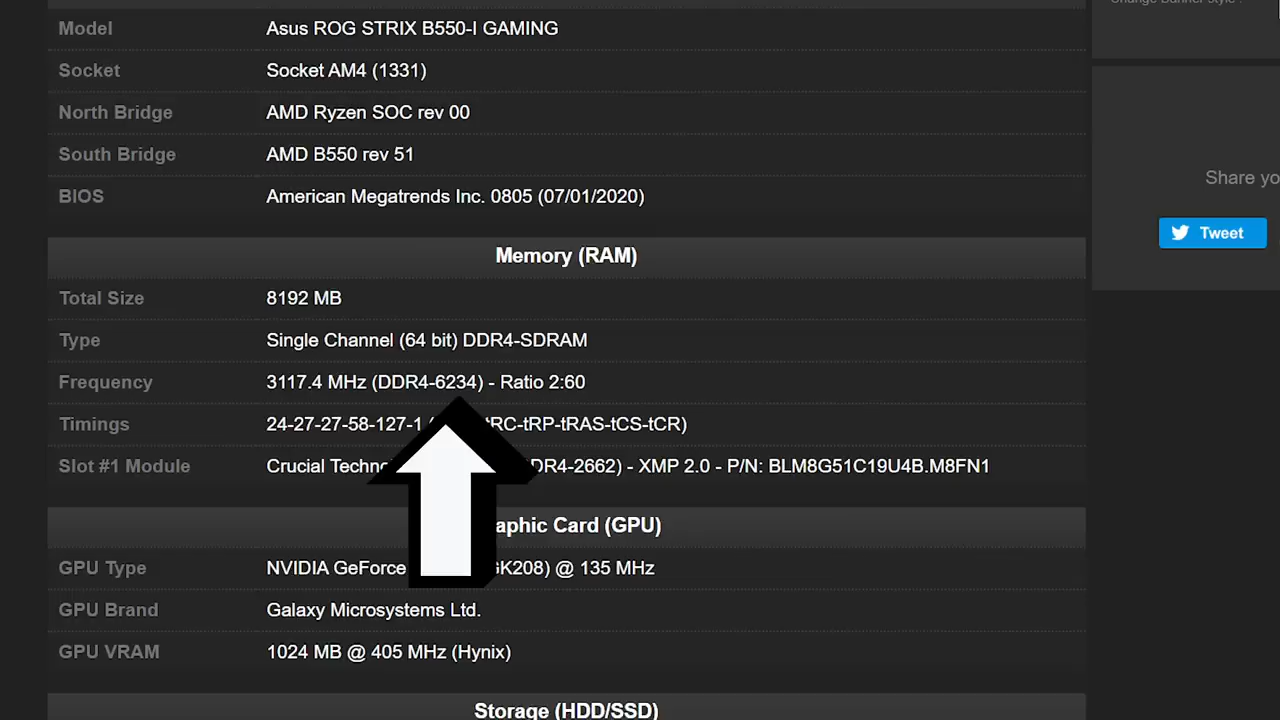 Change Banner style :
Model Asus ROG STRIX B550-I GAMING
Socket Socket AM4 (1331)
North Bridge AMD Ryzen SOC rev 00
South Bridge AMD B550 rev 51
Share yo
BIOS American Megatrends Inc. 0805 (07/01/2020)
Tweet
Memory (RAM)
Total Size 8192 MB
Type Single Channel (64 bit) DDR4-SDRAM
Frequency 3117.4 MHz (DDR4-6234) - Ratio 2:60
Timings 24-27-27-58-127-1 ( tRC-tRP-tRAS-tCS-tCR)
Slot #1 Module Crucial Techno DR4-2662) - XMP 2.0 - P/N: BLM8G51C19U4B.M8FN1
aphic Card (GPU)
GPU Type NVIDIA GeForce GK208) @ 135 MHz
GPU Brand Galaxy Microsystems Ltd.
GPU VRAM 1024 MB @ 405 MHz (Hynix)
Storage (HDD/SSD)